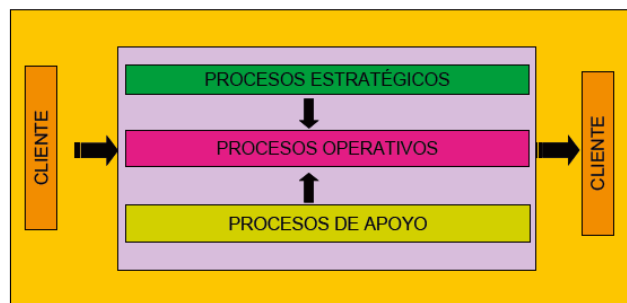 CLIENTE
PROCESOS ESTRATÉGICOS
PROCESOS OPERATIVOS
PROCESOS DE APOYO
CLIENTE